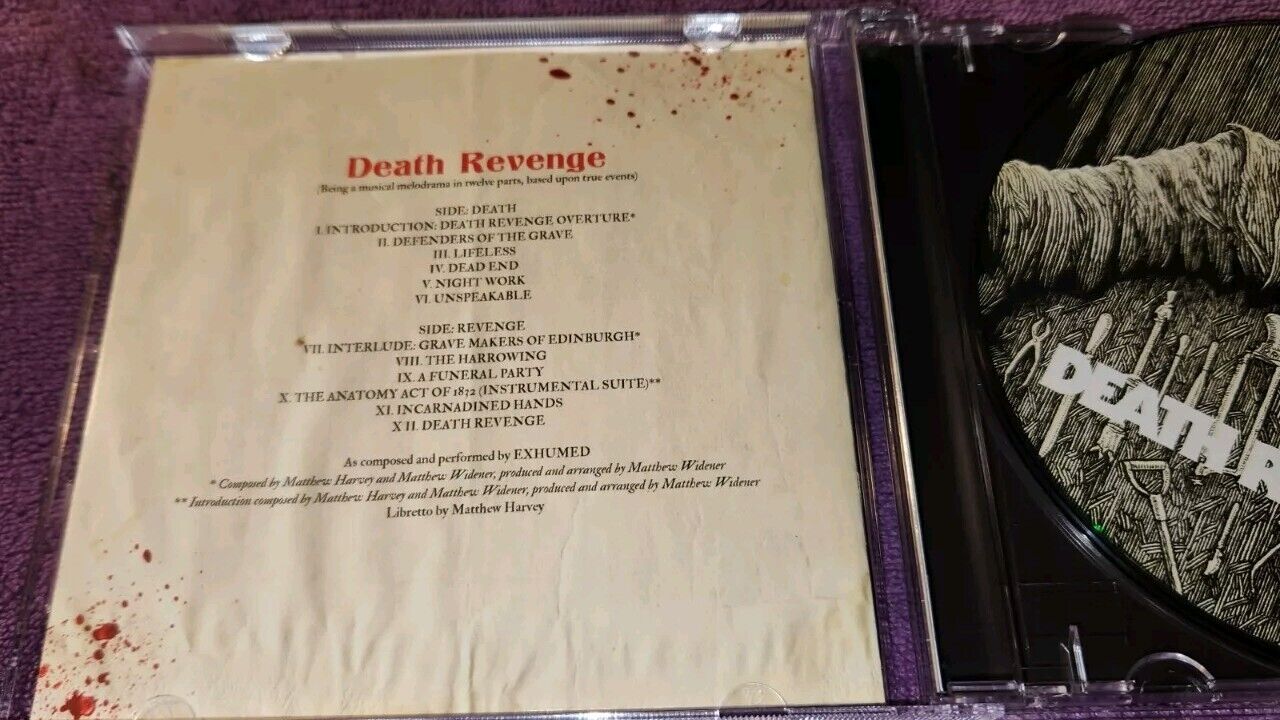 Death Revenge
(Being a musical melodrama in twelve parts, based upon true events)
SIDE: DEATH
I. INTRODUCTION: DEATH REVENGE OVERTURE*
II. DEFENDERS OF THE GRAVE
III. LIFELESS
IV. DEAD END
V. NIGHT WORK
VI. UNSPEAKABLE
SIDE: REVENGE
VII. INTERLUDE: GRAVE MAKERS OF EDINBURGH*
VIII. THE HARROWING
IX. A FUNERAL PARTY
X. THE ANATOMY ACT OF 1872 (INSTRUMENTAL SUITE)**
XI. INCARNADINED HANDS
XII. DEATH REVENGE
As composed and performed by EXHUMED
* Composed by Matthew Harvey and Matthew Widener, produced and arranged by Matthew Widener
** Introduction composed by Matthew Harvey and Matthew Widener, produced and arranged by Matthew Widener
Libretto by Matthew Harvey
DEATH R